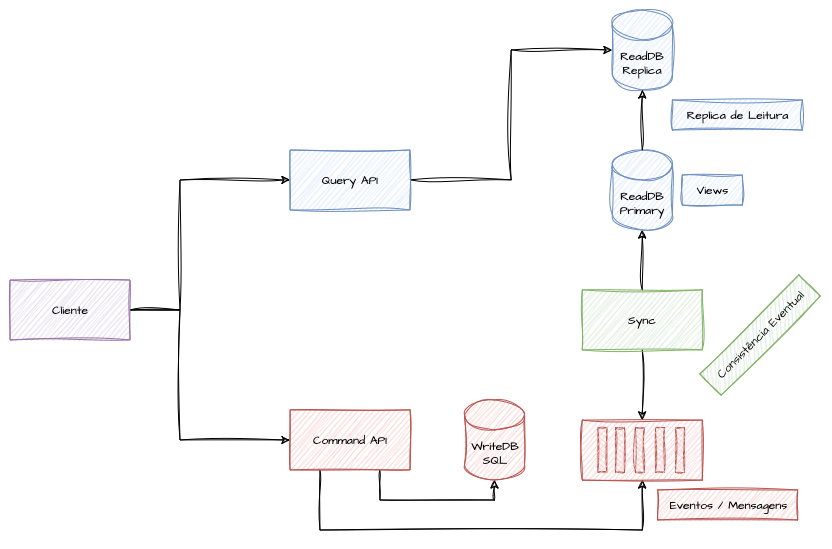 ReadDB
Replica
Replica de Leitura
Query API
ReadDB
Primary
Views
Cliente
Sync
Consistência Eventual
Command API
WriteDB
SQL
Eventos / Mensagens